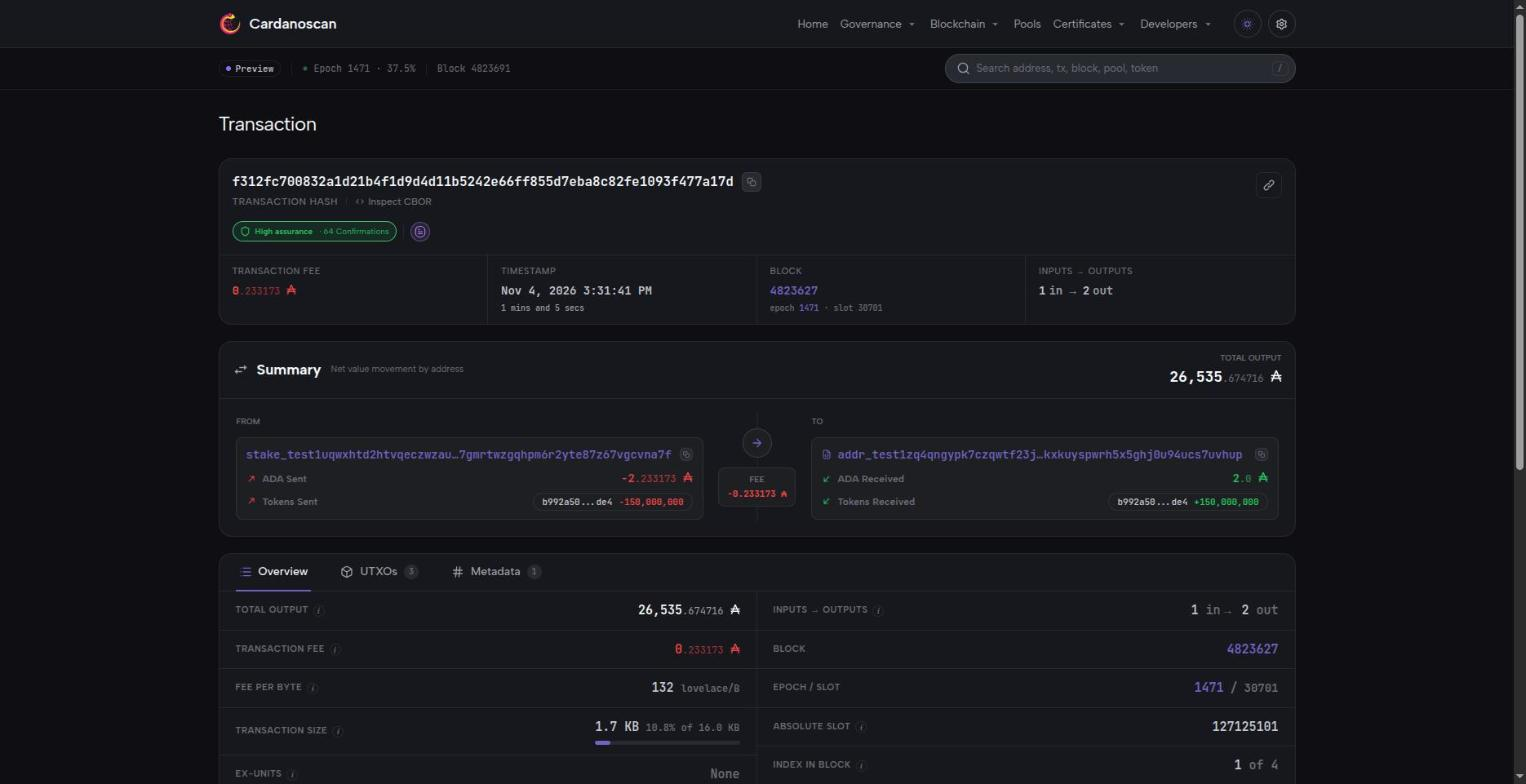 Cardanoscan
Home Governance Blockchain Pools Certificates Developers
Preview Epoch 1471 · 37.5% Block 4823691
Search address, tx, block, pool, token /
Transaction
f312fc700832a1d21b4f1d9d4d11b5242e66ff855d7eba8c82fe1093f477a17d
TRANSACTION HASH <> Inspect CBOR
High assurance · 64 Confirmations
TRANSACTION FEE TIMESTAMP BLOCK INPUTS → OUTPUTS
0.233173 ₳ Nov 4, 2026 3:31:41 PM 4823627 1 in → 2 out
1 mins and 5 secs epoch 1471 · slot 30701
Summary Net value movement by address
TOTAL OUTPUT
26,535.674716 ₳
FROM TO
stake_test1uqwxhtd2htvqeczwzau…7gmrtwzgqhpm6r2yte87z67vgcvna7f
ADA Sent -2.233173 ₳
Tokens Sent b992a50...de4 -150,000,000
FEE
-0.233173 ₳
addr_test1zq4qngypk7czqwtf23j…kxkuyspwrh5x5ghj0u94ucs7uvhup
ADA Received 2.0 ₳
Tokens Received b992a50...de4 +150,000,000
Overview UTXOs 3 Metadata 1
TOTAL OUTPUT i 26,535.674716 ₳
INPUTS → OUTPUTS i 1 in → 2 out
TRANSACTION FEE i 0.233173 ₳
BLOCK 4823627
FEE PER BYTE i 132 lovelace/B
EPOCH / SLOT 1471 / 30701
TRANSACTION SIZE i 1.7 KB 10.8% of 16.0 KB
ABSOLUTE SLOT i 127125101
EX-UNITS i None
INDEX IN BLOCK i 1 of 4